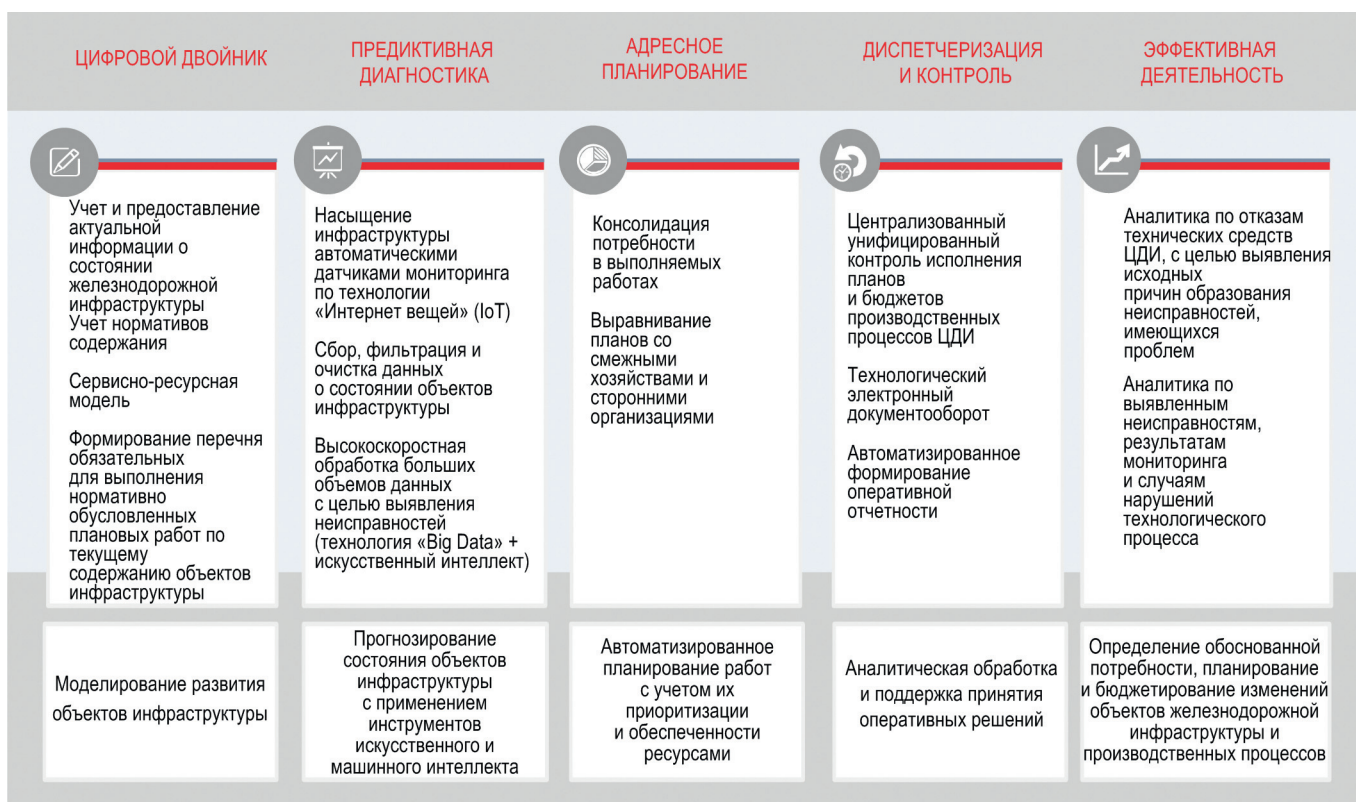 ЦИФРОВОЙ ДВОЙНИК
ПРЕДИКТИВНАЯ
ДИАГНОСТИКА
АДРЕСНОЕ
ПЛАНИРОВАНИЕ
ДИСПЕТЧЕРИЗАЦИЯ
И КОНТРОЛЬ
ЭФФЕКТИВНАЯ
ДЕЯТЕЛЬНОСТЬ
Учет и предоставление
актуальной
информации о
состоянии
железнодорожной
инфраструктуры
Учет нормативов
содержания
Сервисно-ресурсная
модель
Формирование перечня
обязательных
для выполнения
нормативно
обусловленных
плановых работ по
текущему
содержанию объектов
инфраструктуры
Насыщение
инфраструктуры
автоматическими
датчиками мониторинга
по технологии
«Интернет вещей» (IoT)
Сбор, фильтрация и
очистка данных
о состоянии объектов
инфраструктуры
Высокоскоростная
обработка больших
объемов данных
с целью выявления
неисправностей
(технология «Big Data» +
искусственный интеллект)
Консолидация
потребности
в выполняемых
работах
Выравнивание
планов со
смежными
хозяйствами и
сторонними
организациями
Централизованный
унифицированный
контроль исполнения
планов
и бюджетов
производственных
процессов ЦДИ
Технологический
электронный
документооборот
Автоматизированное
формирование
оперативной
отчетности
Аналитика по отказам
технических средств
ЦДИ, с целью выявления
исходных
причин образования
неисправностей,
имеющихся
проблем
Аналитика по
выявленным
неисправностям,
результатам
мониторинга
и случаям
нарушений
технологического
процесса
Моделирование развития
объектов инфраструктуры
Прогнозирование
состояния объектов
инфраструктуры
с применением
инструментов
искусственного и
машинного интеллекта
Автоматизированное
планирование работ
с учетом их
приоритизации
и обеспеченности
ресурсами
Аналитическая обработка
и поддержка принятия
оперативных решений
Определение обоснованной
потребности, планирование
и бюджетирование изменений
объектов железнодорожной
инфраструктуры и
производственных процессов